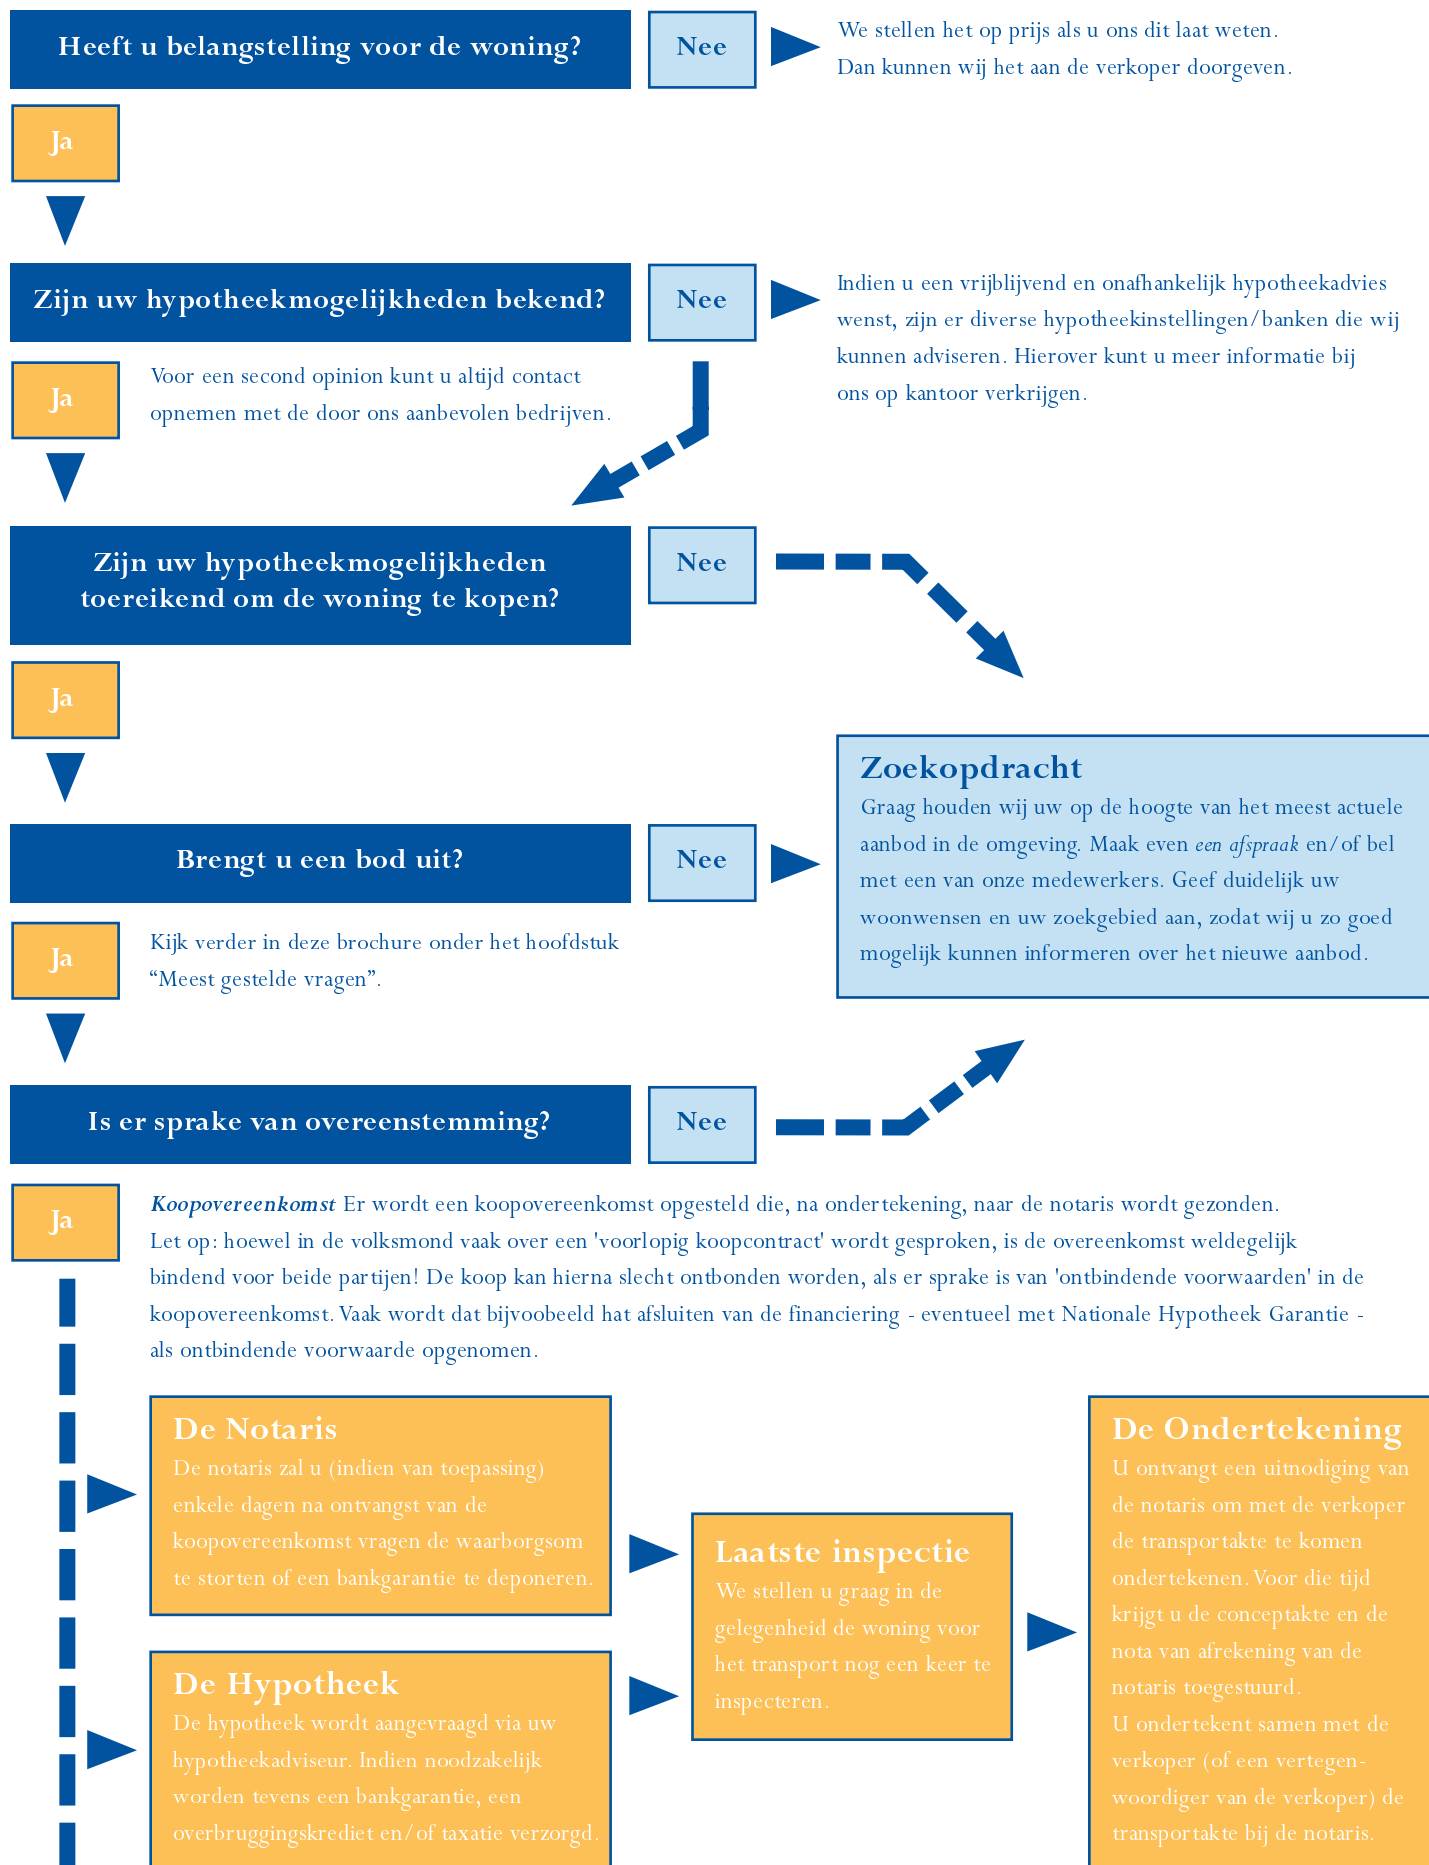 Heeft u belangstelling voor de woning?
Nee
We stellen het op prijs als u ons dit laat weten.
Dan kunnen wij het aan de verkoper doorgeven.
Ja
Zijn uw hypotheekmogelijkheden bekend?
Nee
Indien u een vrijblijvend en onafhankelijk hypotheekadvies
wenst, zijn er diverse hypotheekinstellingen/banken die wij
kunnen adviseren. Hierover kunt u meer informatie bij
ons op kantoor verkrijgen.
Ja
Voor een second opinion kunt u altijd contact
opnemen met de door ons aanbevolen bedrijven.
Zijn uw hypotheekmogelijkheden
toereikend om de woning te kopen?
Nee
Ja
Zoekopdracht
Graag houden wij uw op de hoogte van het meest actuele
aanbod in de omgeving. Maak even een afspraak en/of bel
met een van onze medewerkers. Geef duidelijk uw
woonwensen en uw zoekgebied aan, zodat wij u zo goed
mogelijk kunnen informeren over het nieuwe aanbod.
Brengt u een bod uit?
Nee
Ja
Kijk verder in deze brochure onder het hoofdstuk
“Meest gestelde vragen”.
Is er sprake van overeenstemming?
Nee
Ja
Koopovereenkomst Er wordt een koopovereenkomst opgesteld die, na ondertekening, naar de notaris wordt gezonden.
Let op: hoewel in de volksmond vaak over een 'voorlopig koopcontract' wordt gesproken, is de overeenkomst weldegelijk
bindend voor beide partijen! De koop kan hierna slecht ontbonden worden, als er sprake is van 'ontbindende voorwaarden' in de
koopovereenkomst. Vaak wordt dat bijvoobeeld hat afsluiten van de financiering - eventueel met Nationale Hypotheek Garantie -
als ontbindende voorwaarde opgenomen.
De Notaris
De notaris zal u (indien van toepassing)
enkele dagen na ontvangst van de
koopovereenkomst vragen de waarborgsom
te storten of een bankgarantie te deponeren.
De Hypotheek
De hypotheek wordt aangevraagd via uw
hypotheekadviseur. Indien noodzakelijk
worden tevens een bankgarantie, een
overbruggingskrediet en/of taxatie verzorgd.
Laatste inspectie
We stellen u graag in de
gelegenheid de woning voor
het transport nog een keer te
inspecteren.
De Ondertekening
U ontvangt een uitnodiging van
de notaris om met de verkoper
de transportakte te komen
ondertekenen. Voor die tijd
krijgt u de conceptakte en de
nota van afrekening van de
notaris toegestuurd.
U ondertekent samen met de
verkoper (of een vertegen-
woordiger van de verkoper) de
transportakte bij de notaris.